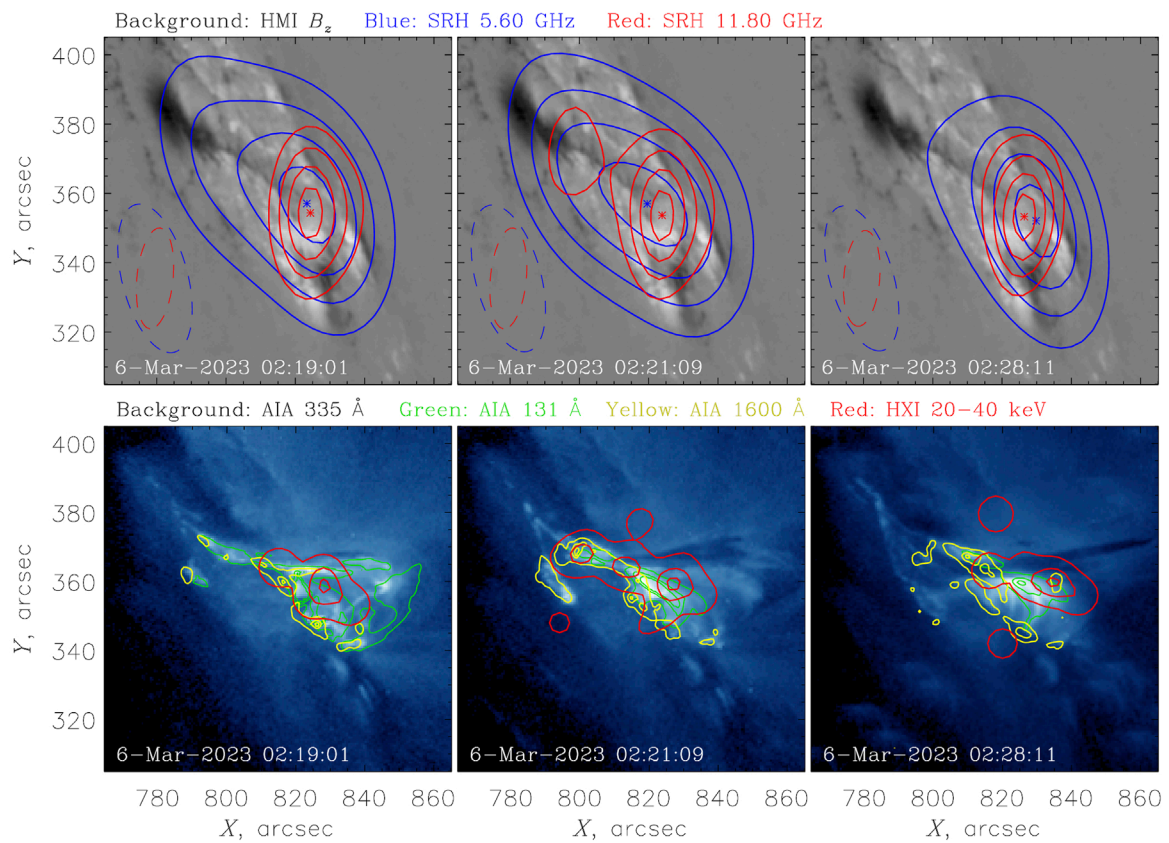 Background: HMI Bz Blue: SRH 5.60 GHz Red: SRH 11.80 GHz
400
380
360
340
320
Y, arcsec
6-Mar-2023 02:19:01
6-Mar-2023 02:21:09
6-Mar-2023 02:28:11
Background: AIA 335 Å Green: AIA 131 Å Yellow: AIA 1600 Å Red: HXI 20-40 keV
400
380
360
340
320
Y, arcsec
6-Mar-2023 02:19:01
6-Mar-2023 02:21:09
6-Mar-2023 02:28:11
780 800 820 840 860
780 800 820 840 860
780 800 820 840 860
X, arcsec
X, arcsec
X, arcsec